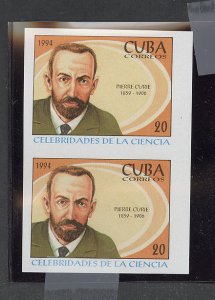 1994 CUBA
CORREOS
PIERRE CURIE
1859 - 1906
20
CELEBRIDADES DE LA CIENCIA
1994 CUBA
CORREOS
PIERRE CURIE
1859 - 1906
20
CELEBRIDADES DE LA CIENCIA